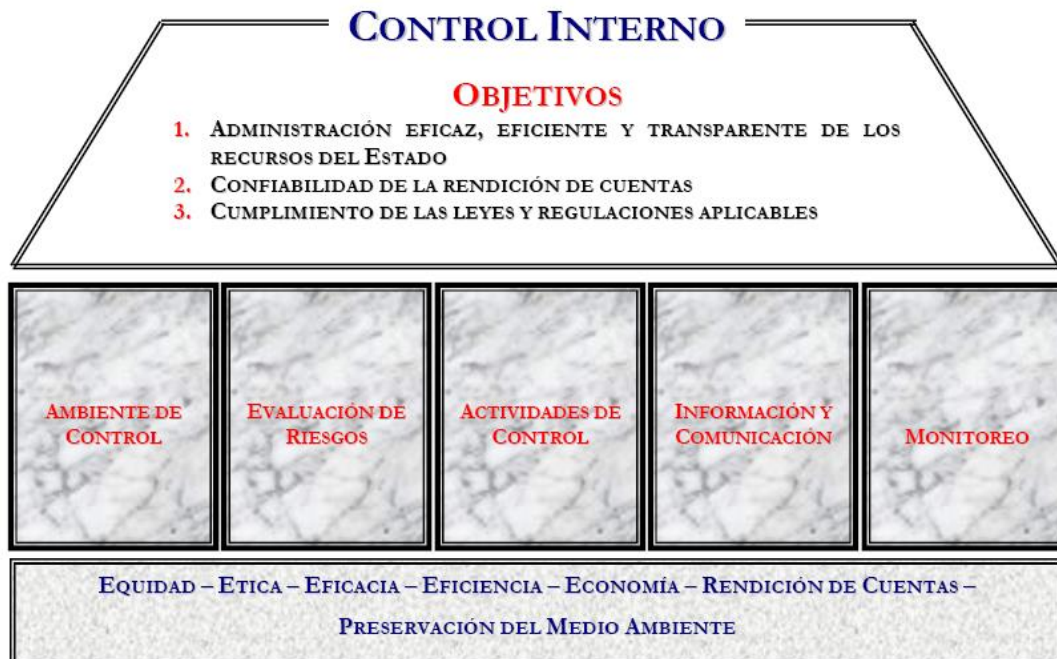 CONTROL INTERNO
OBJETIVOS
1. ADMINISTRACIÓN EFICAZ, EFICIENTE Y TRANSPARENTE DE LOS
RECURSOS DEL ESTADO
2. CONFIABILIDAD DE LA RENDICIÓN DE CUENTAS
3. CUMPLIMIENTO DE LAS LEYES Y REGULACIONES APLICABLES
AMBIENTE DE
CONTROL
EVALUACIÓN DE
RIESGOS
ACTIVIDADES DE
CONTROL
INFORMACIÓN Y
COMUNICACIÓN
MONITOREO
EQUIDAD – ETICA – EFICACIA – EFICIENCIA – ECONOMÍA – RENDICIÓN DE CUENTAS –
PRESERVACIÓN DEL MEDIO AMBIENTE